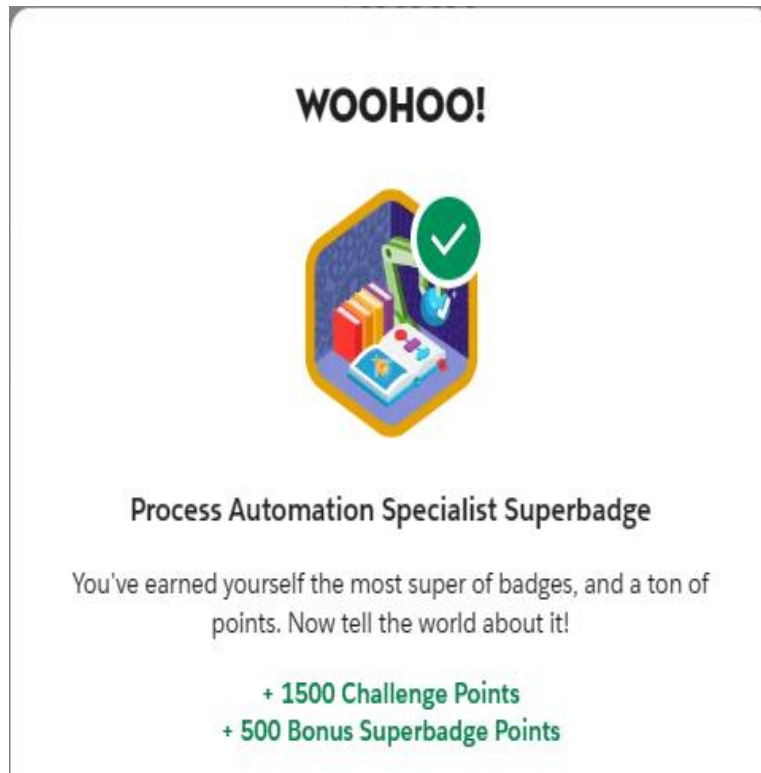 WOOHOO!
Process Automation Specialist Superbadge
You've earned yourself the most super of badges, and a ton of
points. Now tell the world about it!
+ 1500 Challenge Points
+ 500 Bonus Superbadge Points